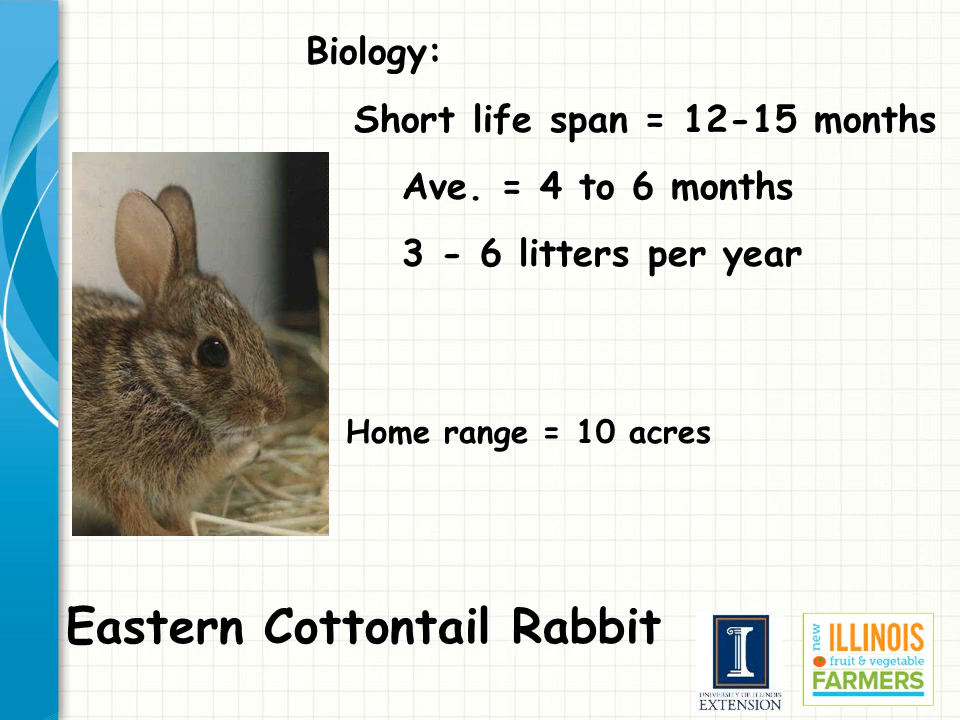 Biology:
Short life span = 12-15 months
Ave. = 4 to 6 months
3 - 6 litters per year
Home range = 10 acres
Eastern Cottontail Rabbit
I
UNIVERSITY OF ILLINOIS
EXTENSION
new
ILLINOIS
fruit & vegetable
FARMERS